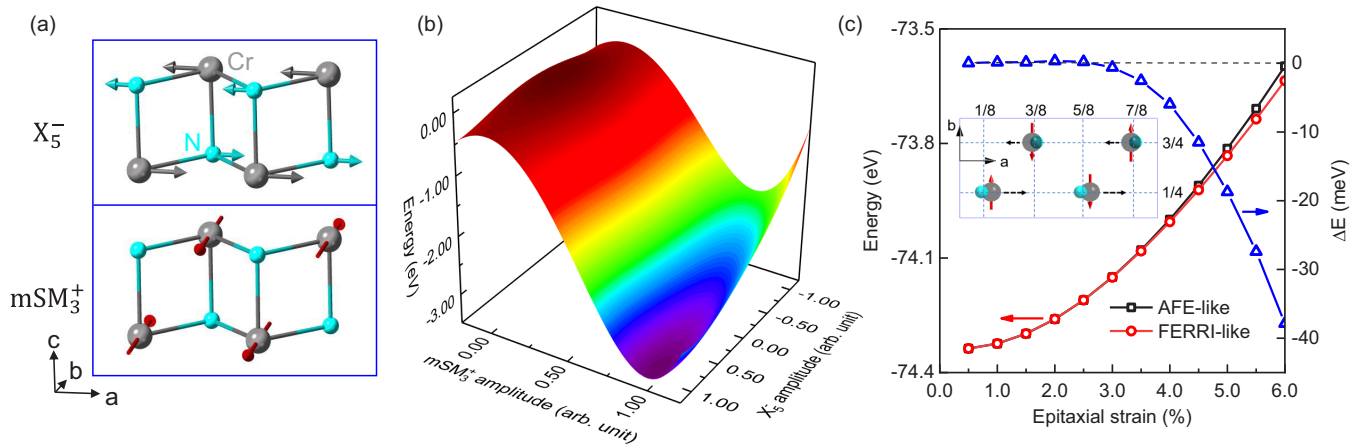 (a)
X₅⁻
Cr
N
mSM₃⁺
c
b
a
(b)
Energy (eV)
0.00
-1.00
-2.00
-3.00
0.00
0.50
1.00
mSM₃⁺ amplitude (arb. unit)
-1.00
-0.50
0.00
0.50
1.00
X₅⁻ amplitude (arb. unit)
(c)
Energy (eV)
-73.5
-73.8
-74.1
-74.4
1/8 3/8 5/8 7/8
b
a
3/4
1/4
AFE-like
FERRI-like
0.0 1.0 2.0 3.0 4.0 5.0 6.0
Epitaxial strain (%)
0
-10
-20
-30
-40
ΔE (meV)